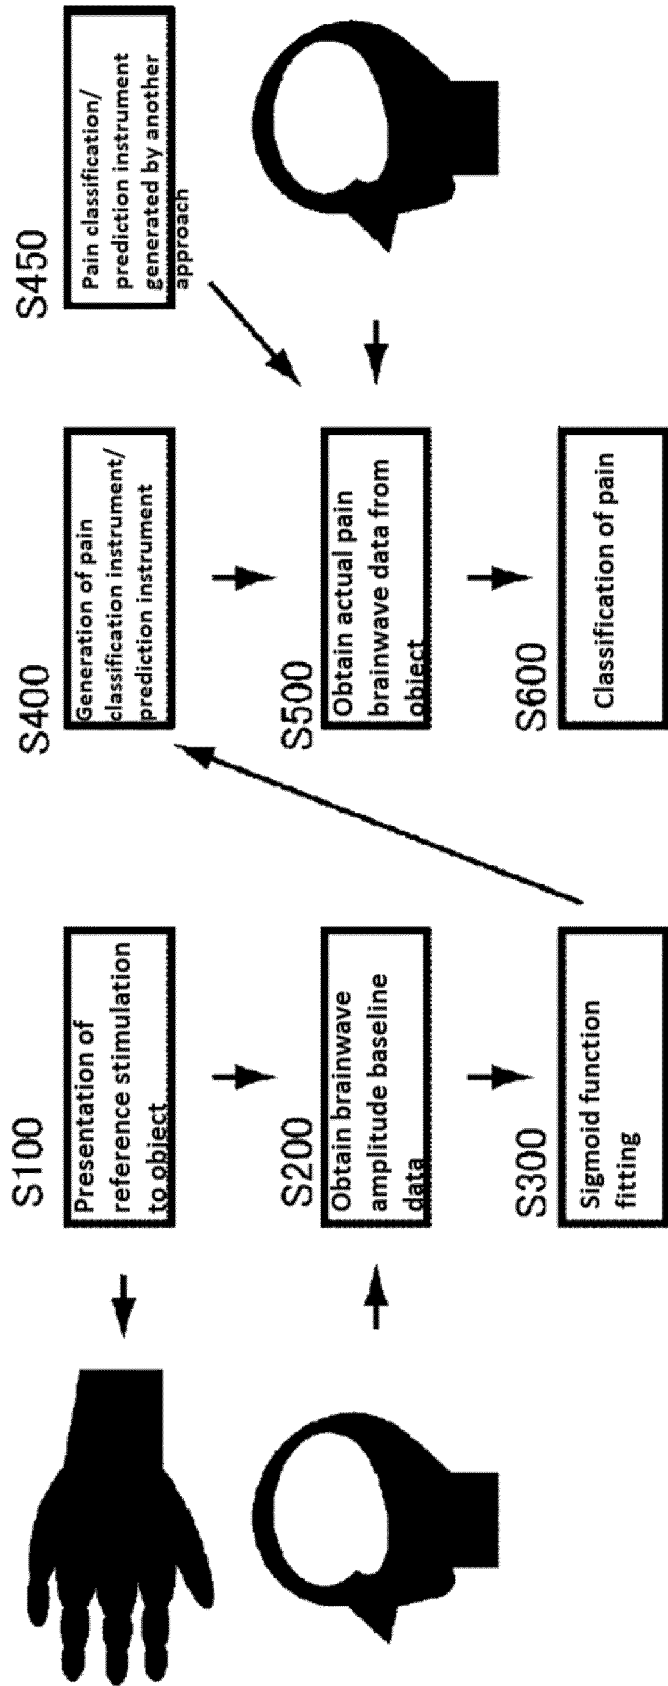 S100
Presentation of
reference stimulation
to object
S200
Obtain brainwave
amplitude baseline
data
S300
Sigmoid function
fitting
S400
Generation of pain
classification instrument/
prediction instrument
S450
Pain classification/
prediction instrument
generated by another
approach
S500
Obtain actual pain
brainwave data from
object
S600
Classification of pain